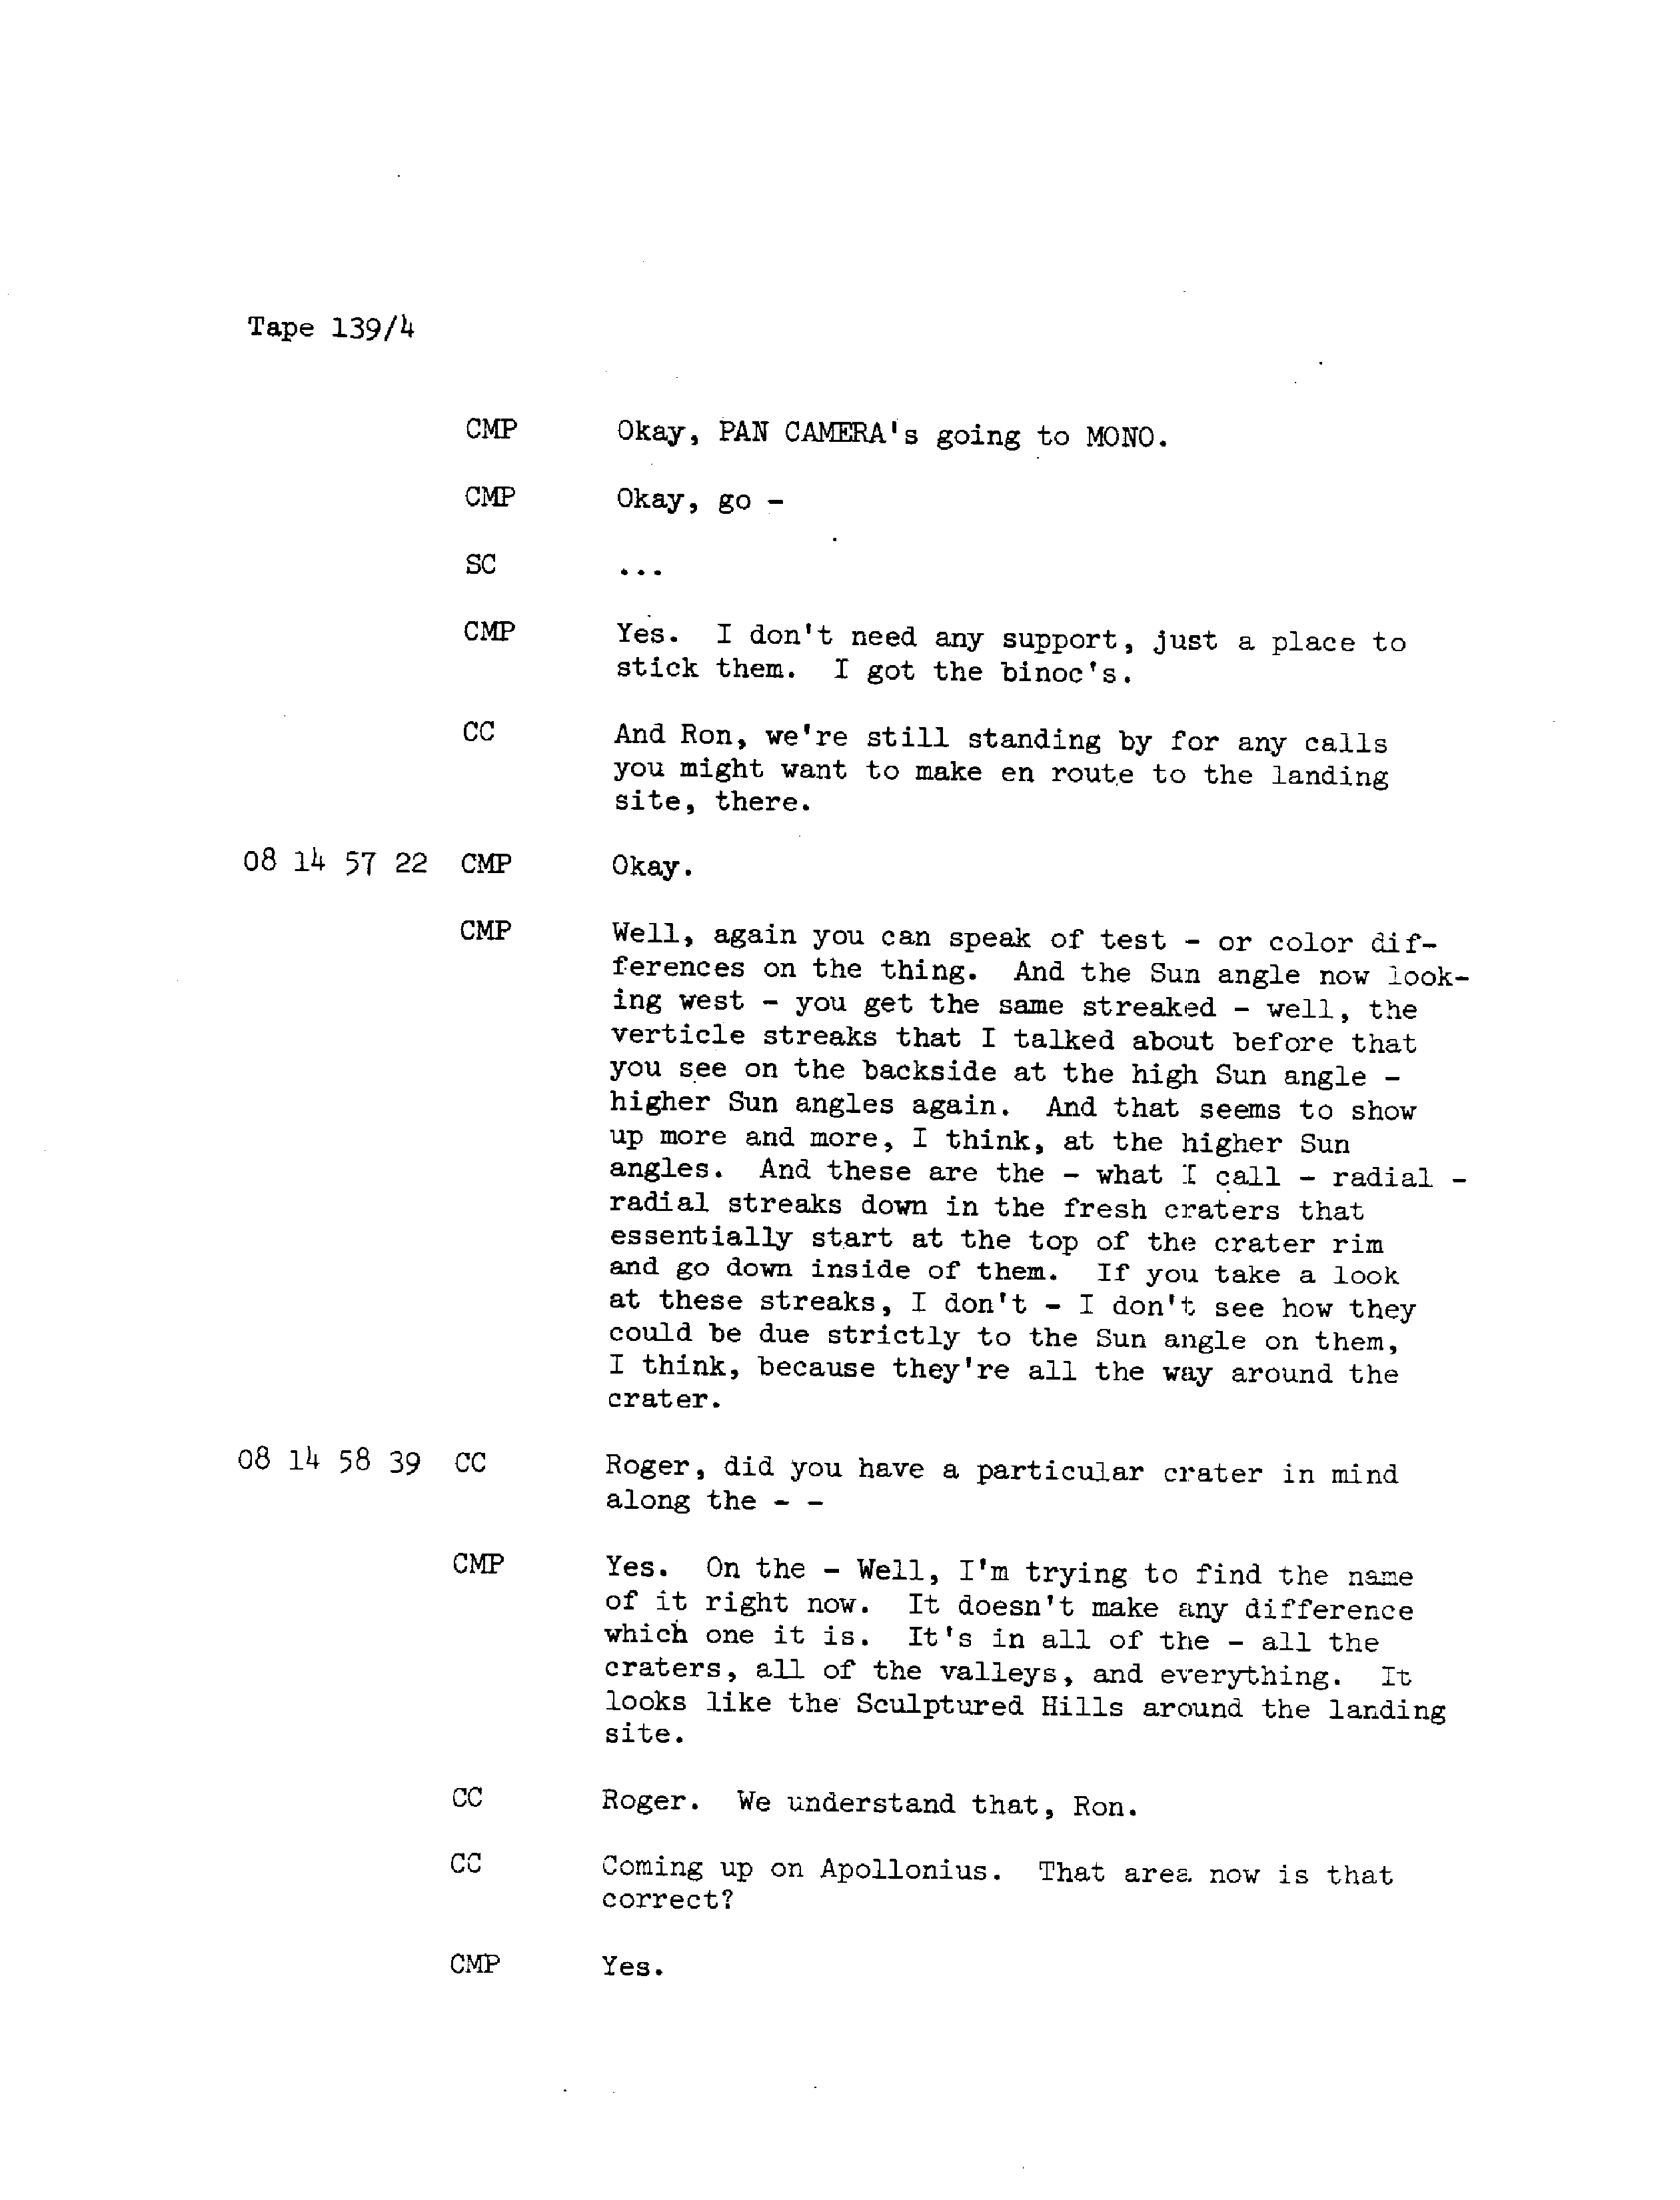 Tape 139/4
CMP Okay, PAN CAMERA's going to MONO.
CMP Okay, go -
SC ...
CMP Yes. I don't need any support, just a place to
stick them. I got the binoc's.
CC And Ron, we're still standing by for any calls
you might want to make en route to the landing
site, there.
08 14 57 22 CMP Okay.
CMP Well, again you can speak of test - or color dif-
ferences on the thing. And the Sun angle now look-
ing west - you get the same streaked - well, the
verticle streaks that I talked about before that
you see on the backside at the high Sun angle -
higher Sun angles again. And that seems to show
up more and more, I think, at the higher Sun
angles. And these are the - what I call - radial -
radial streaks down in the fresh craters that
essentially start at the top of the crater rim
and go down inside of them. If you take a look
at these streaks, I don't - I don't see how they
could be due strictly to the Sun angle on them,
I think, because they're all the way around the
crater.
08 14 58 39 CC Roger, did you have a particular crater in mind
along the - -
CMP Yes. On the - Well, I'm trying to find the name
of it right now. It doesn't make any difference
which one it is. It's in all of the - all the
craters, all of the valleys, and everything. It
looks like the Sculptured Hills around the landing
site.
CC Roger. We understand that, Ron.
CC Coming up on Apollonius. That area now is that
correct?
CMP Yes.